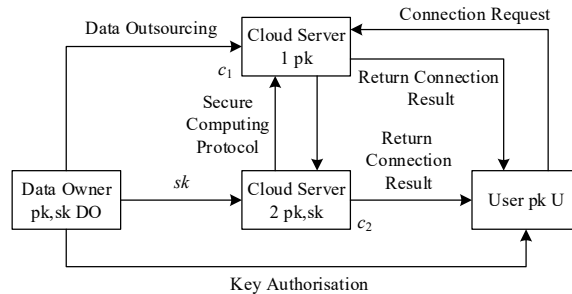 Connection Request
Data Outsourcing
Cloud Server
1 pk
c1
Return Connection
Result
Secure
Computing
Protocol
Return
Connection
Result
Data Owner
pk,sk DO
sk
Cloud Server
2 pk,sk
User pk U
c2
Key Authorisation